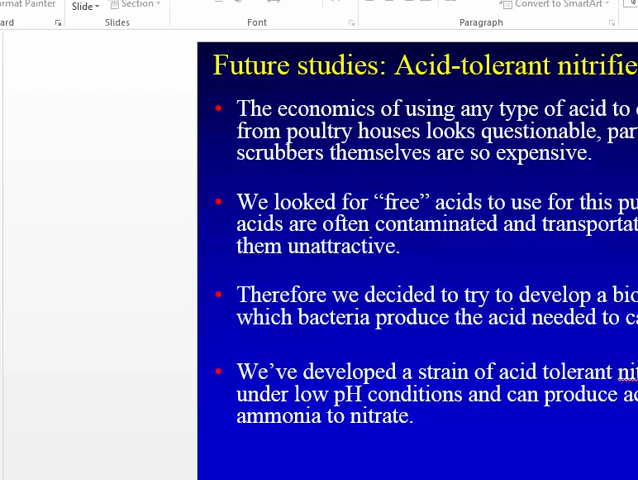 Format Painter
Slide
Section
Convert to SmartArt
Slides
Font
Paragraph
Future studies: Acid-tolerant nitrifie
The economics of using any type of acid to
from poultry houses looks questionable, par
scrubbers themselves are so expensive.
We looked for “free” acids to use for this pu
acids are often contaminated and transportat
them unattractive.
Therefore we decided to try to develop a bio
which bacteria produce the acid needed to ca
We’ve developed a strain of acid tolerant nit
under low pH conditions and can produce ac
ammonia to nitrate.